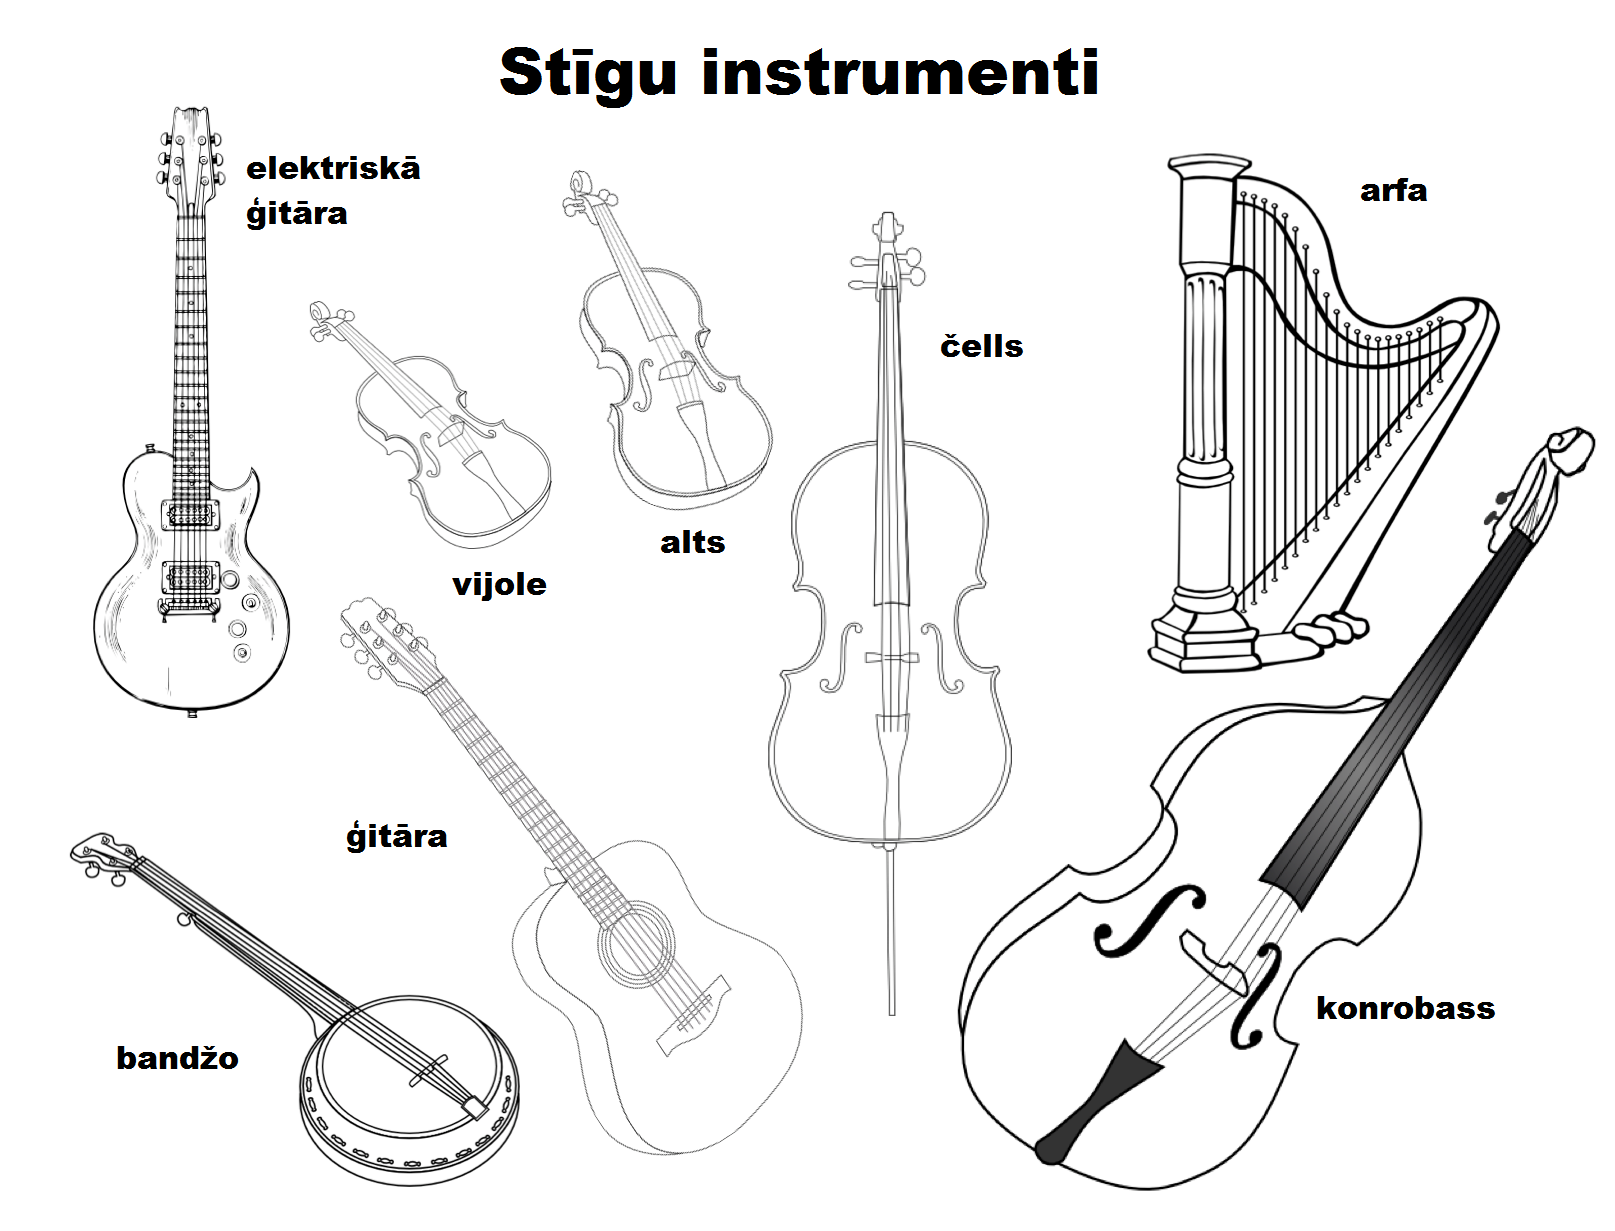 Stīgu instrumenti
elektriskā
ģitāra
arfa
čells
alts
vijole
ģitāra
konrobass
bandžo